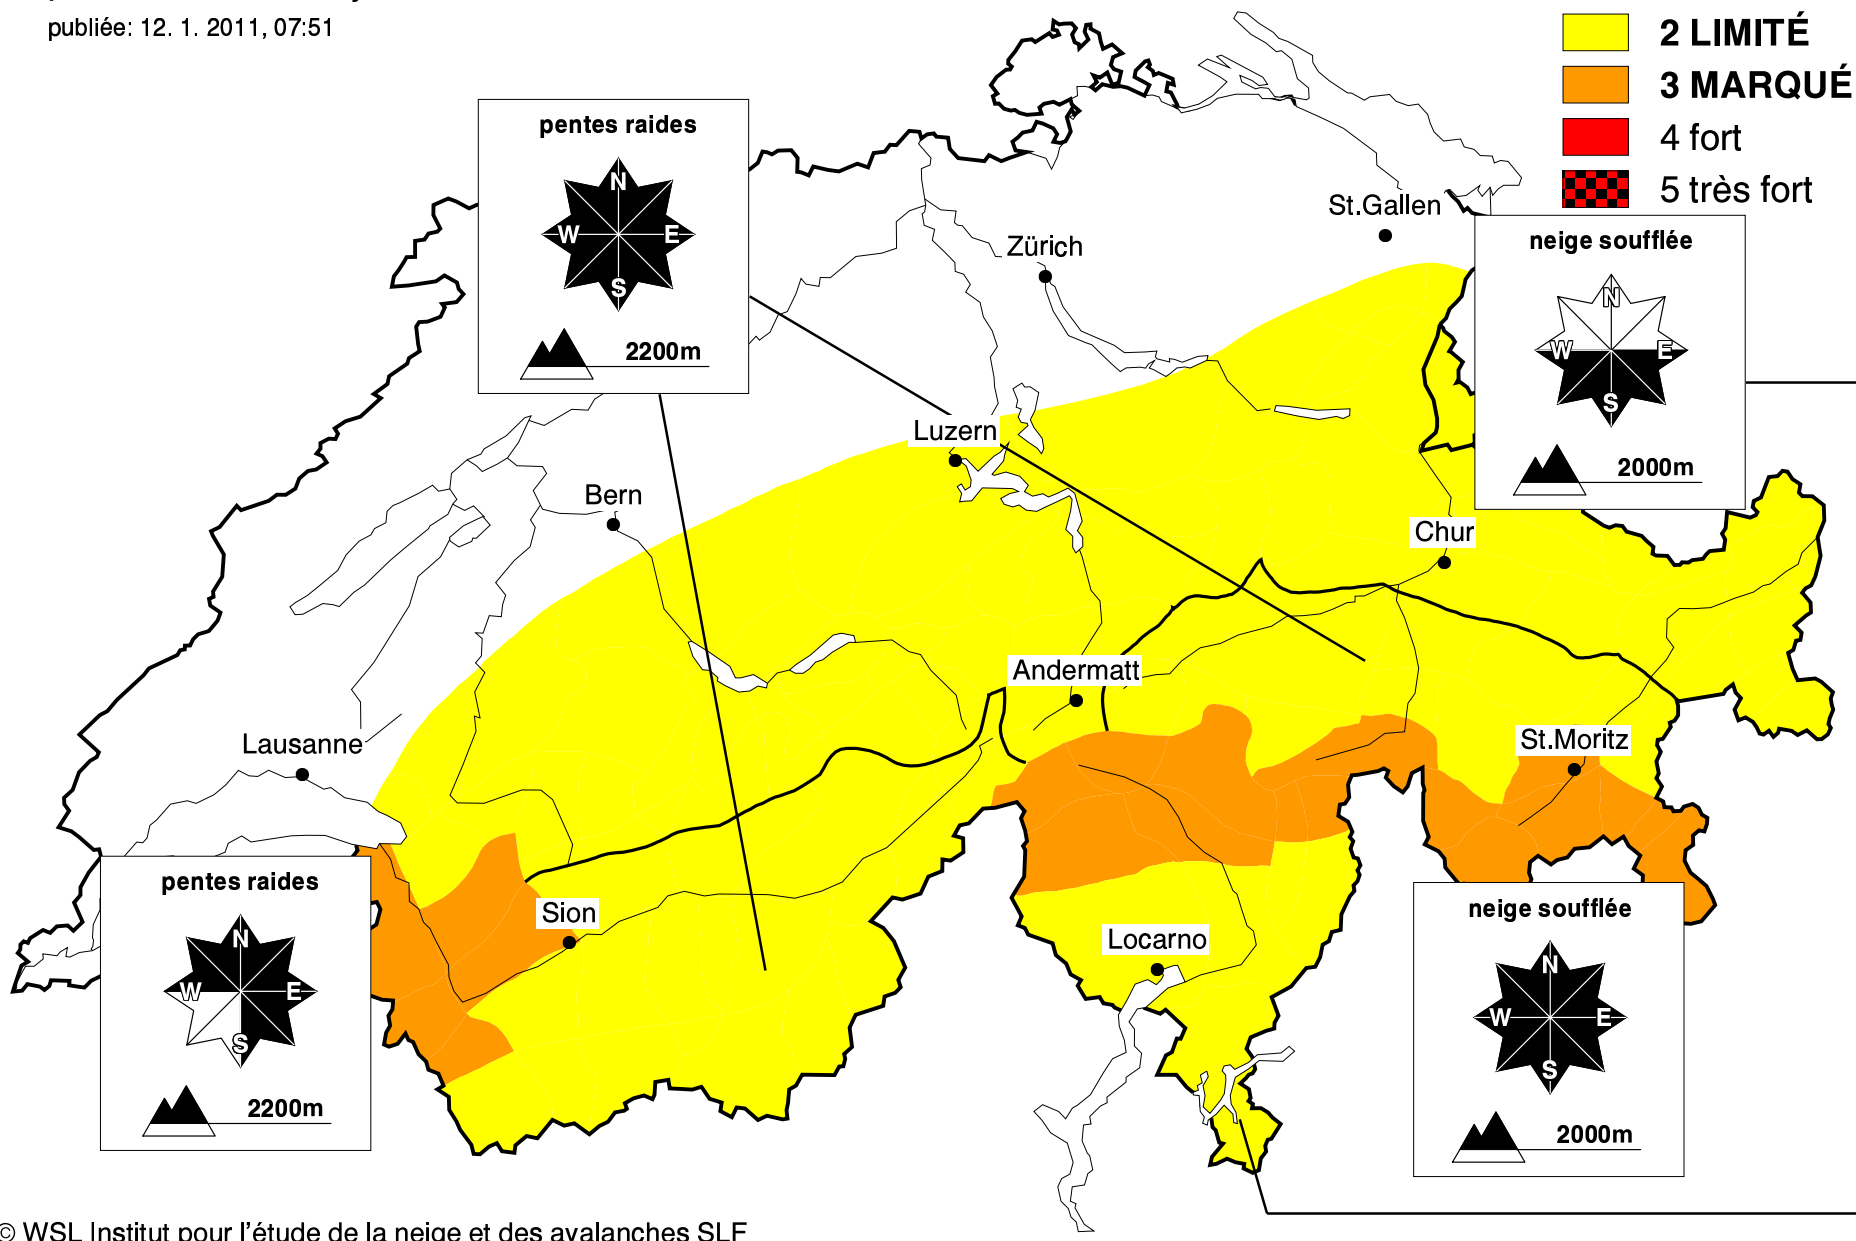 publiée: 12. 1. 2011, 07:51
2 LIMITÉ
3 MARQUÉ
4 fort
5 très fort
pentes raides
N
W E
S
2200m
neige soufflée
N
W E
S
2000m
St.Gallen
Zürich
Luzern
Bern
Chur
Andermatt
Lausanne
St.Moritz
Sion
Locarno
pentes raides
N
W E
S
2200m
neige soufflée
N
W E
S
2000m
© WSL Institut pour l'étude de la neige et des avalanches SLF